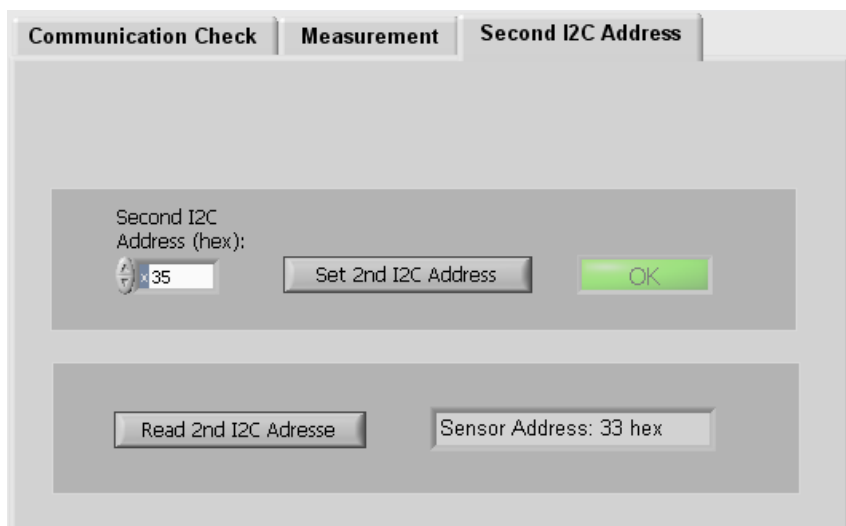 Communication Check Measurement Second I2C Address
Second I2C
Address (hex):
x 35 Set 2nd I2C Address OK
Read 2nd I2C Adresse Sensor Address: 33 hex